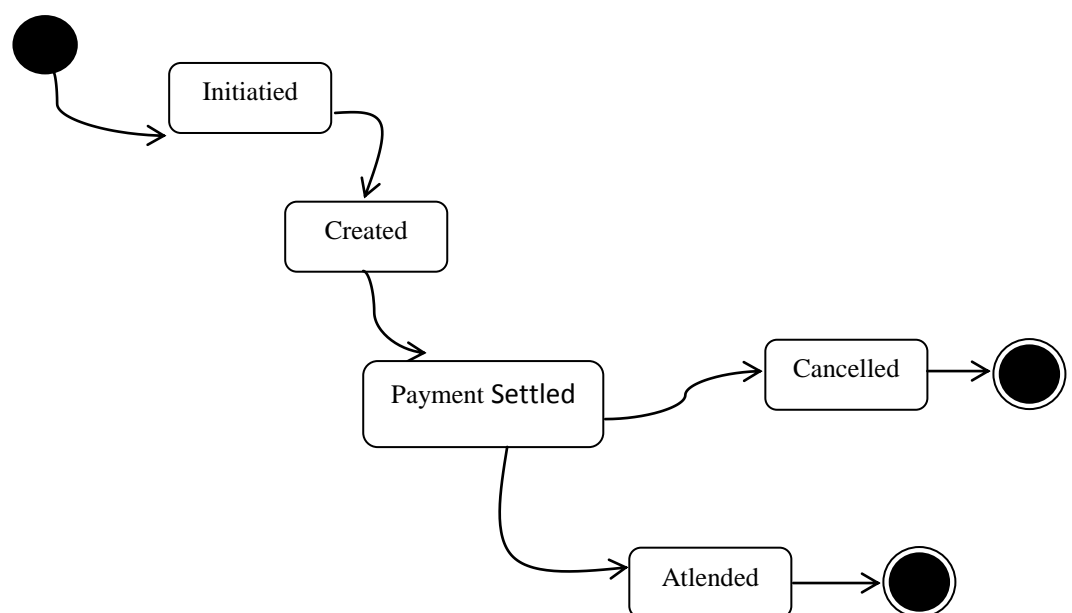 Initiatied
Created
Payment Settled
Cancelled
Atlended